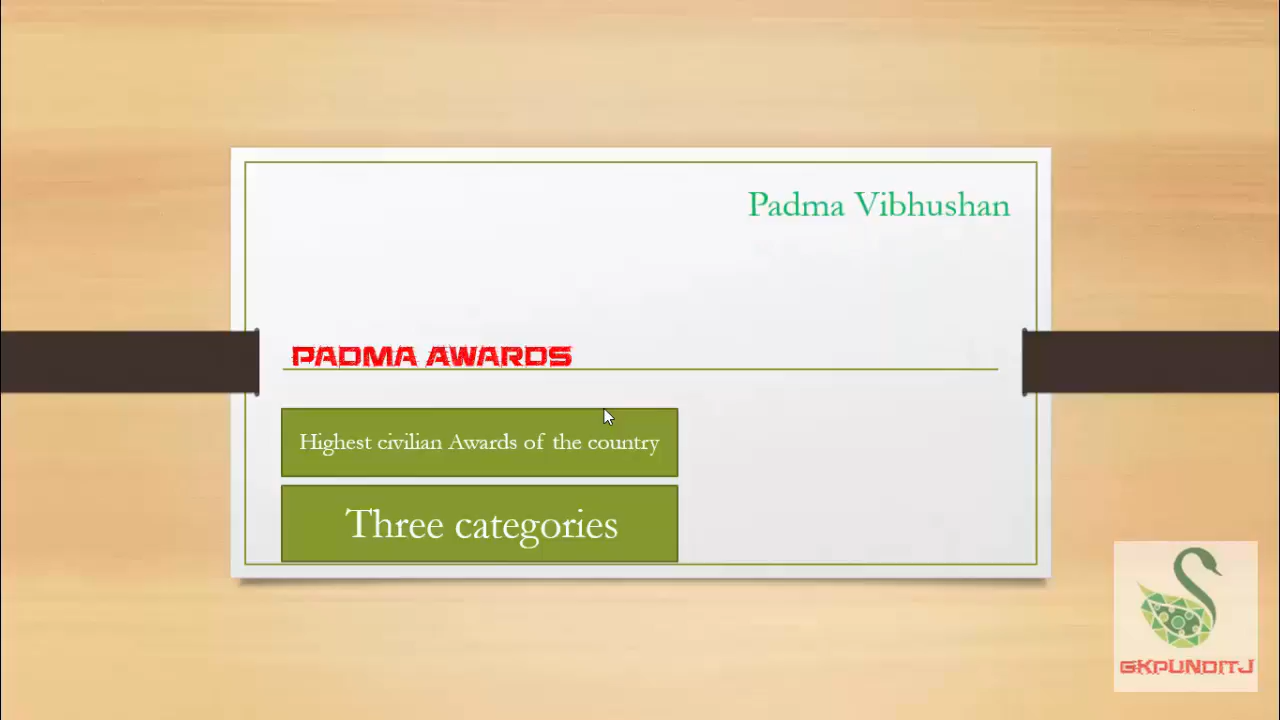 Padma Vibhushan
PADMA AWARDS
Highest civilian Awards of the country
Three categories
GKPUNDITJ